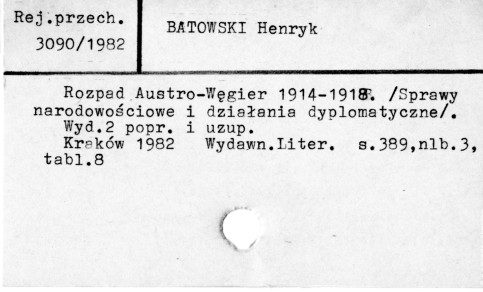 Rej.przech.
3090/1982
BATOWSKI Henryk
Rozpad Austro-Węgier 1914-1918. /Sprawy
narodowościowe i działania dyplomatyczne/.
Wyd.2 popr. i uzup.
Kraków 1982 Wydawn.Liter. s.389,nlb.3,
tabl.8